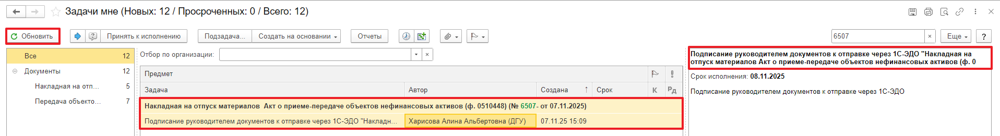 Задачи мне (Новых: 12 / Просроченных: 0 / Всего: 12)
Обновить
Принять к исполнению
Подзадача...
Создать на основании
Отчеты
6507
×
Еще
?
Все 12
Документы 12
Накладная на отп... 5
Передача объекто... 7
Отбор по организации:
×
Предмет
Задача Автор Создана ↑ Срок К Рд
Накладная на отпуск материалов Акт о приеме-передаче объектов нефинансовых активов (ф. 0510448) (№ 6507- от 07.11.2025)
Подписание руководителем документов к отправке через 1С-ЭДО "Накладн... Харисова Алина Альбертовна (ДГУ) 07.11.25 15:09
Подписание руководителем документов к отправке через 1С-ЭДО "Накладная на
отпуск материалов Акт о приеме-передаче объектов нефинансовых активов (ф. 0
Срок исполнения: 08.11.2025
Подписание руководителем документов к отправке через 1С-ЭДО